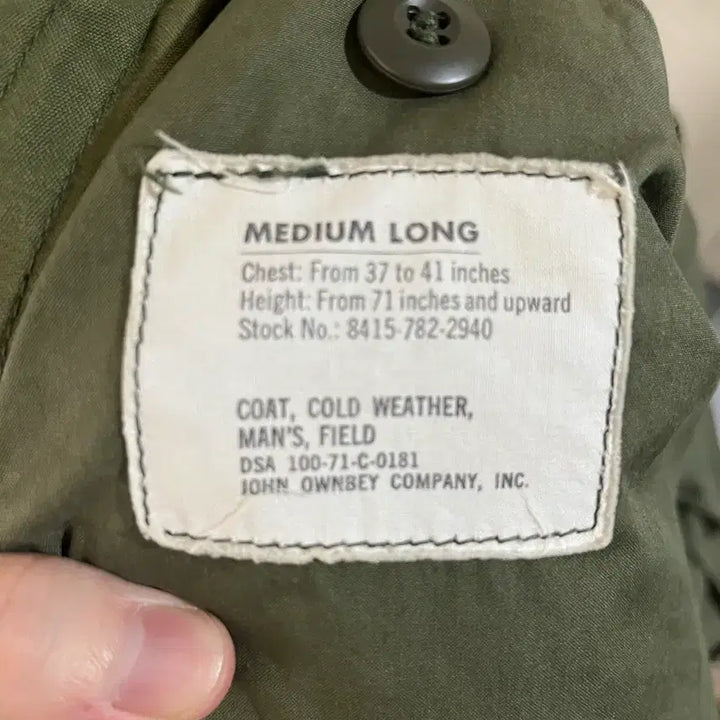 MEDIUM LONG
Chest: From 37 to 41 inches
Height: From 71 inches and upward
Stock No.: 8415-782-2940
COAT, COLD WEATHER,
MAN'S, FIELD
DSA 100-71-C-0181
JOHN OWNBEY COMPANY, INC.